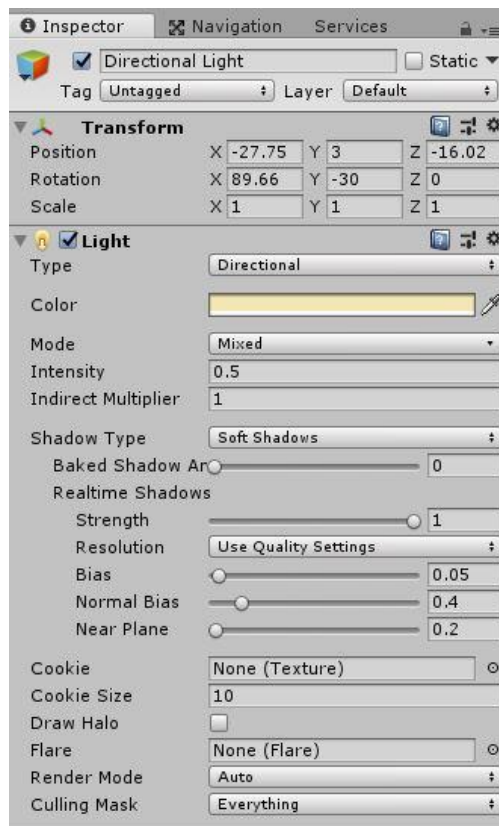 Inspector Navigation Services
Directional Light Static
Tag Untagged Layer Default
Transform
Position X -27.75 Y 3 Z -16.02
Rotation X 89.66 Y -30 Z 0
Scale X 1 Y 1 Z 1
Light
Type Directional
Color
Mode Mixed
Intensity 0.5
Indirect Multiplier 1
Shadow Type Soft Shadows
Baked Shadow An 0
Realtime Shadows
Strength 1
Resolution Use Quality Settings
Bias 0.05
Normal Bias 0.4
Near Plane 0.2
Cookie None (Texture)
Cookie Size 10
Draw Halo
Flare None (Flare)
Render Mode Auto
Culling Mask Everything